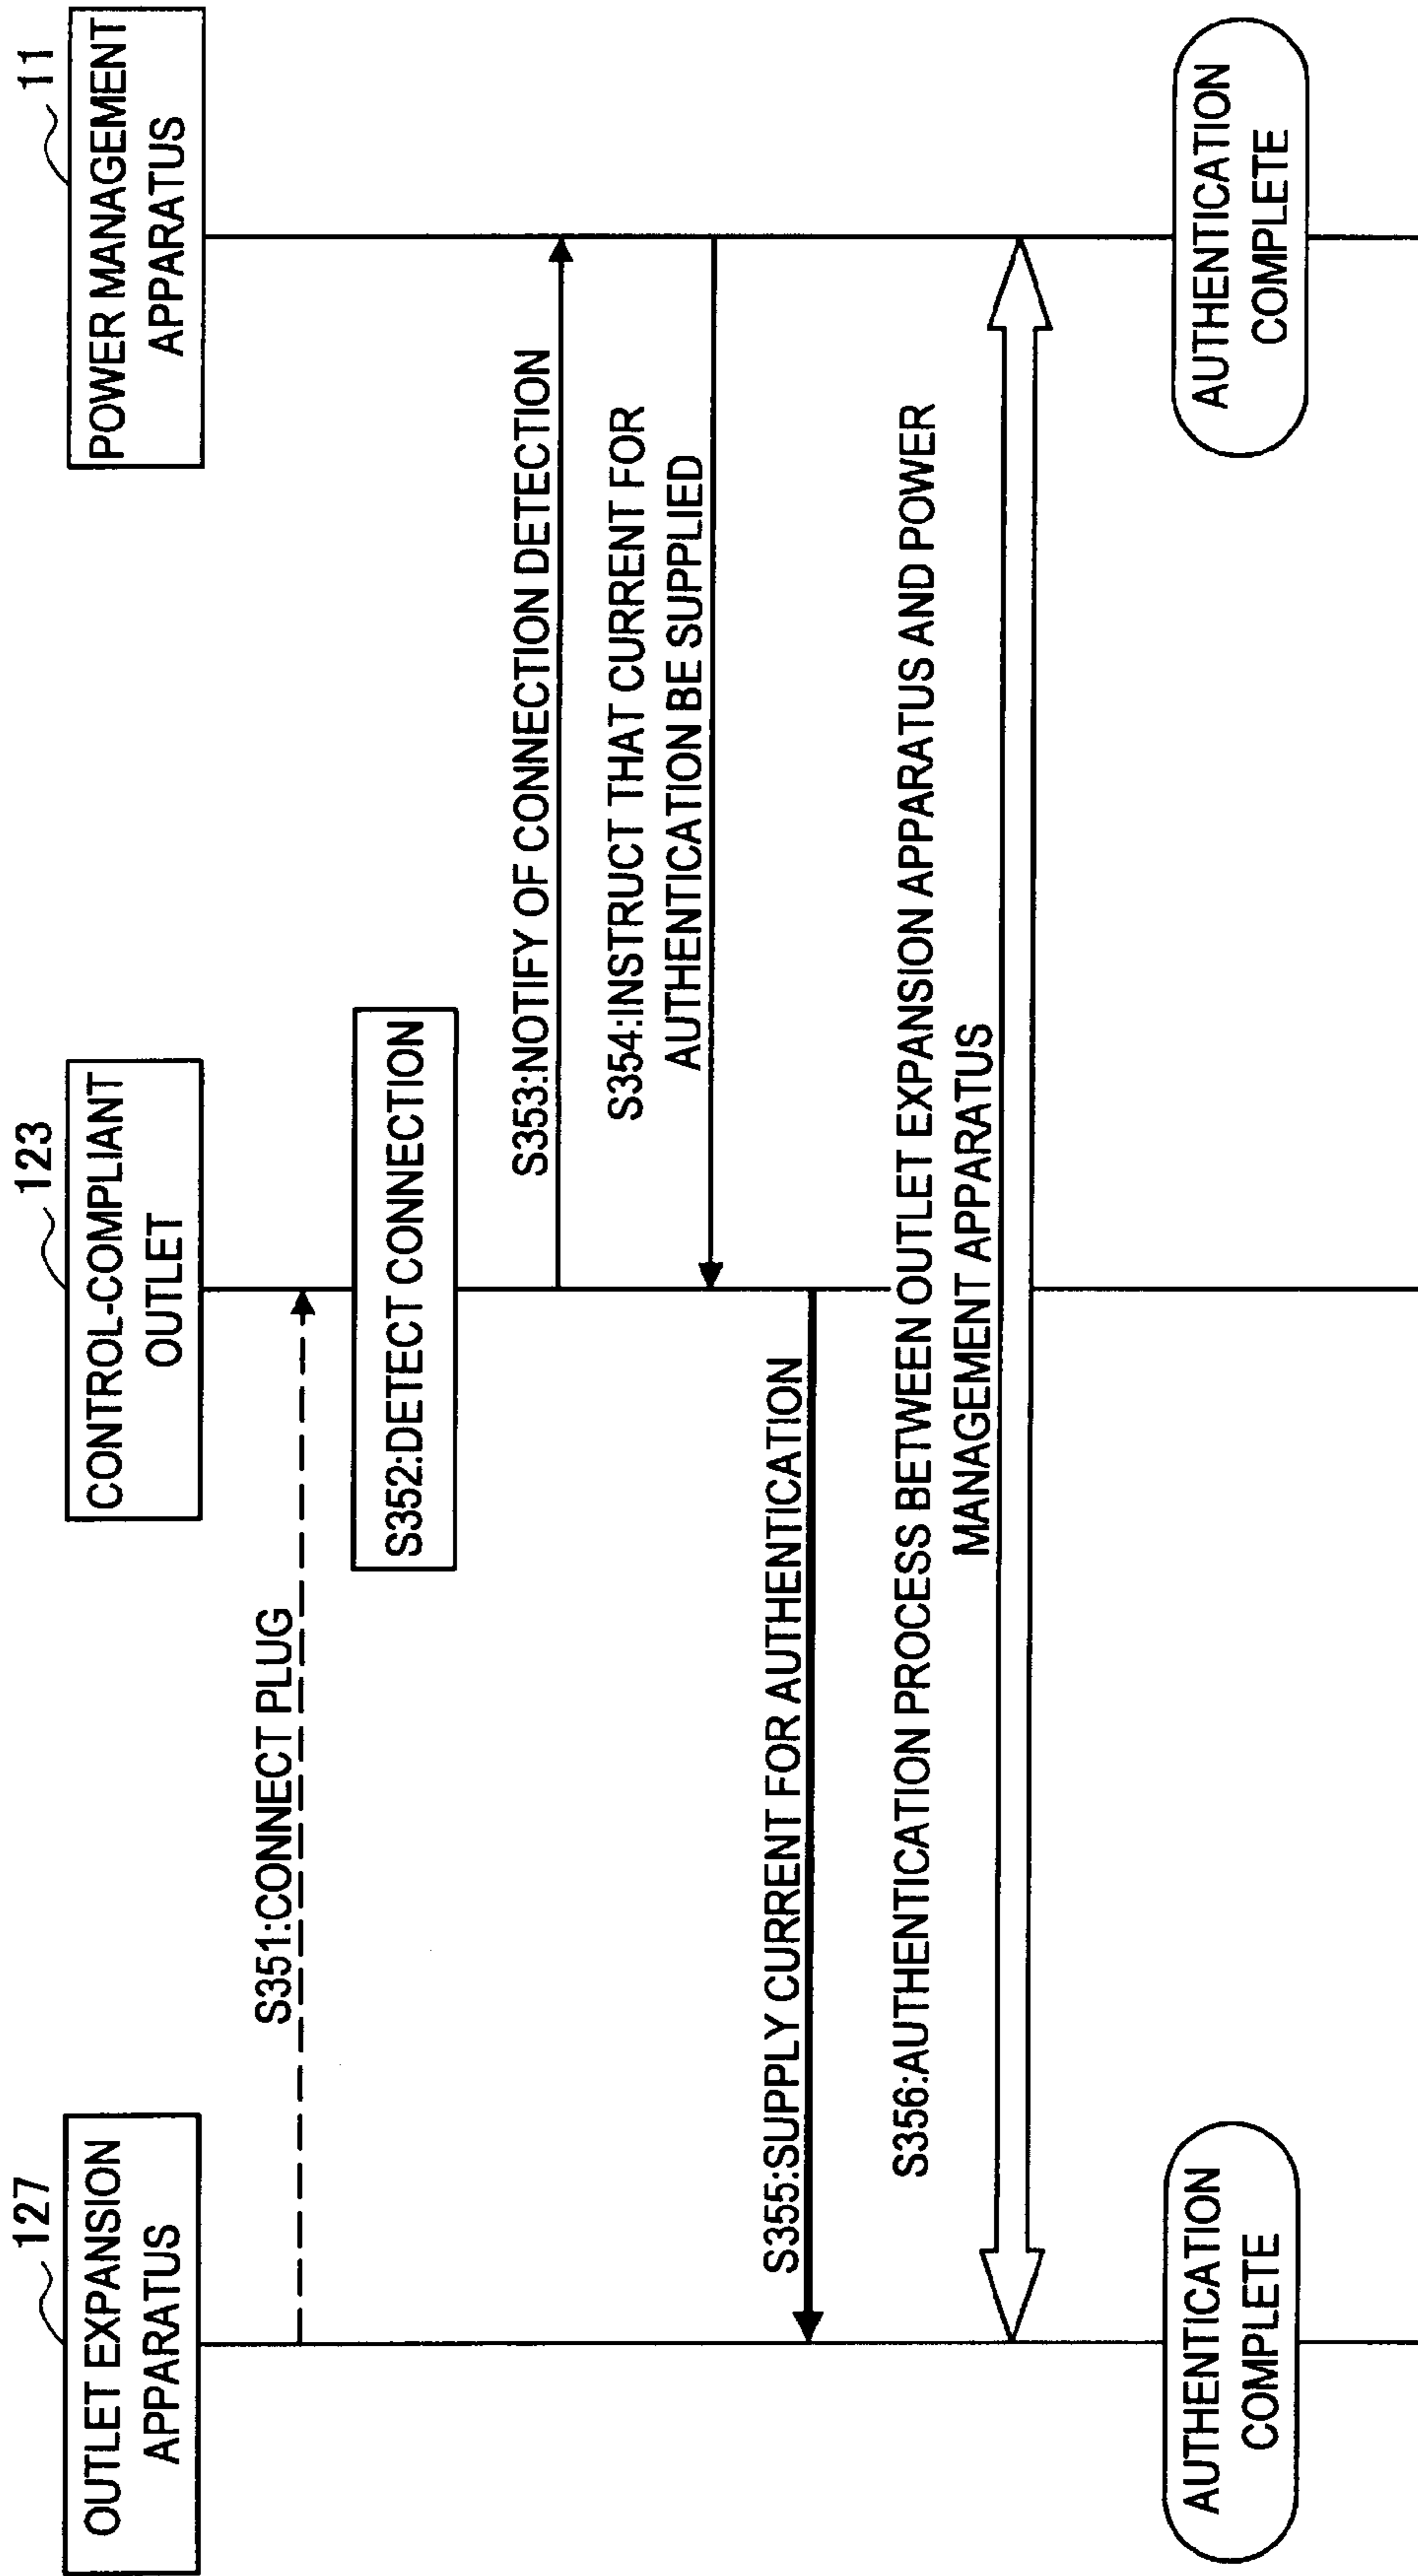 127
OUTLET EXPANSION
APPARATUS
123
CONTROL-COMPLIANT
OUTLET
11
POWER MANAGEMENT
APPARATUS
S351:CONNECT PLUG
S352:DETECT CONNECTION
S353:NOTIFY OF CONNECTION DETECTION
S354:INSTRUCT THAT CURRENT FOR
AUTHENTICATION BE SUPPLIED
S355:SUPPLY CURRENT FOR AUTHENTICATION
S356:AUTHENTICATION PROCESS BETWEEN OUTLET EXPANSION APPARATUS AND POWER
MANAGEMENT APPARATUS
AUTHENTICATION
COMPLETE
AUTHENTICATION
COMPLETE